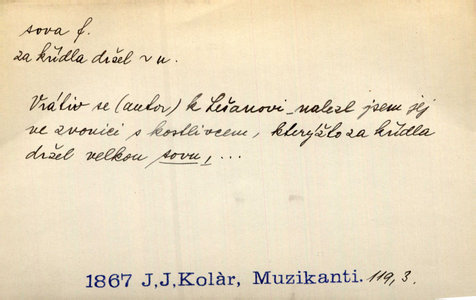 sova f.
za křídla držel v u.
Vrátiv se (autor) k Lešanovi nalezl jsem jej
ve zvonici s kostlivcem, kterýžto za křídla
držel velkou sovu, ...
1867 J,J,Kolàr, Muzikanti. 119, 3.